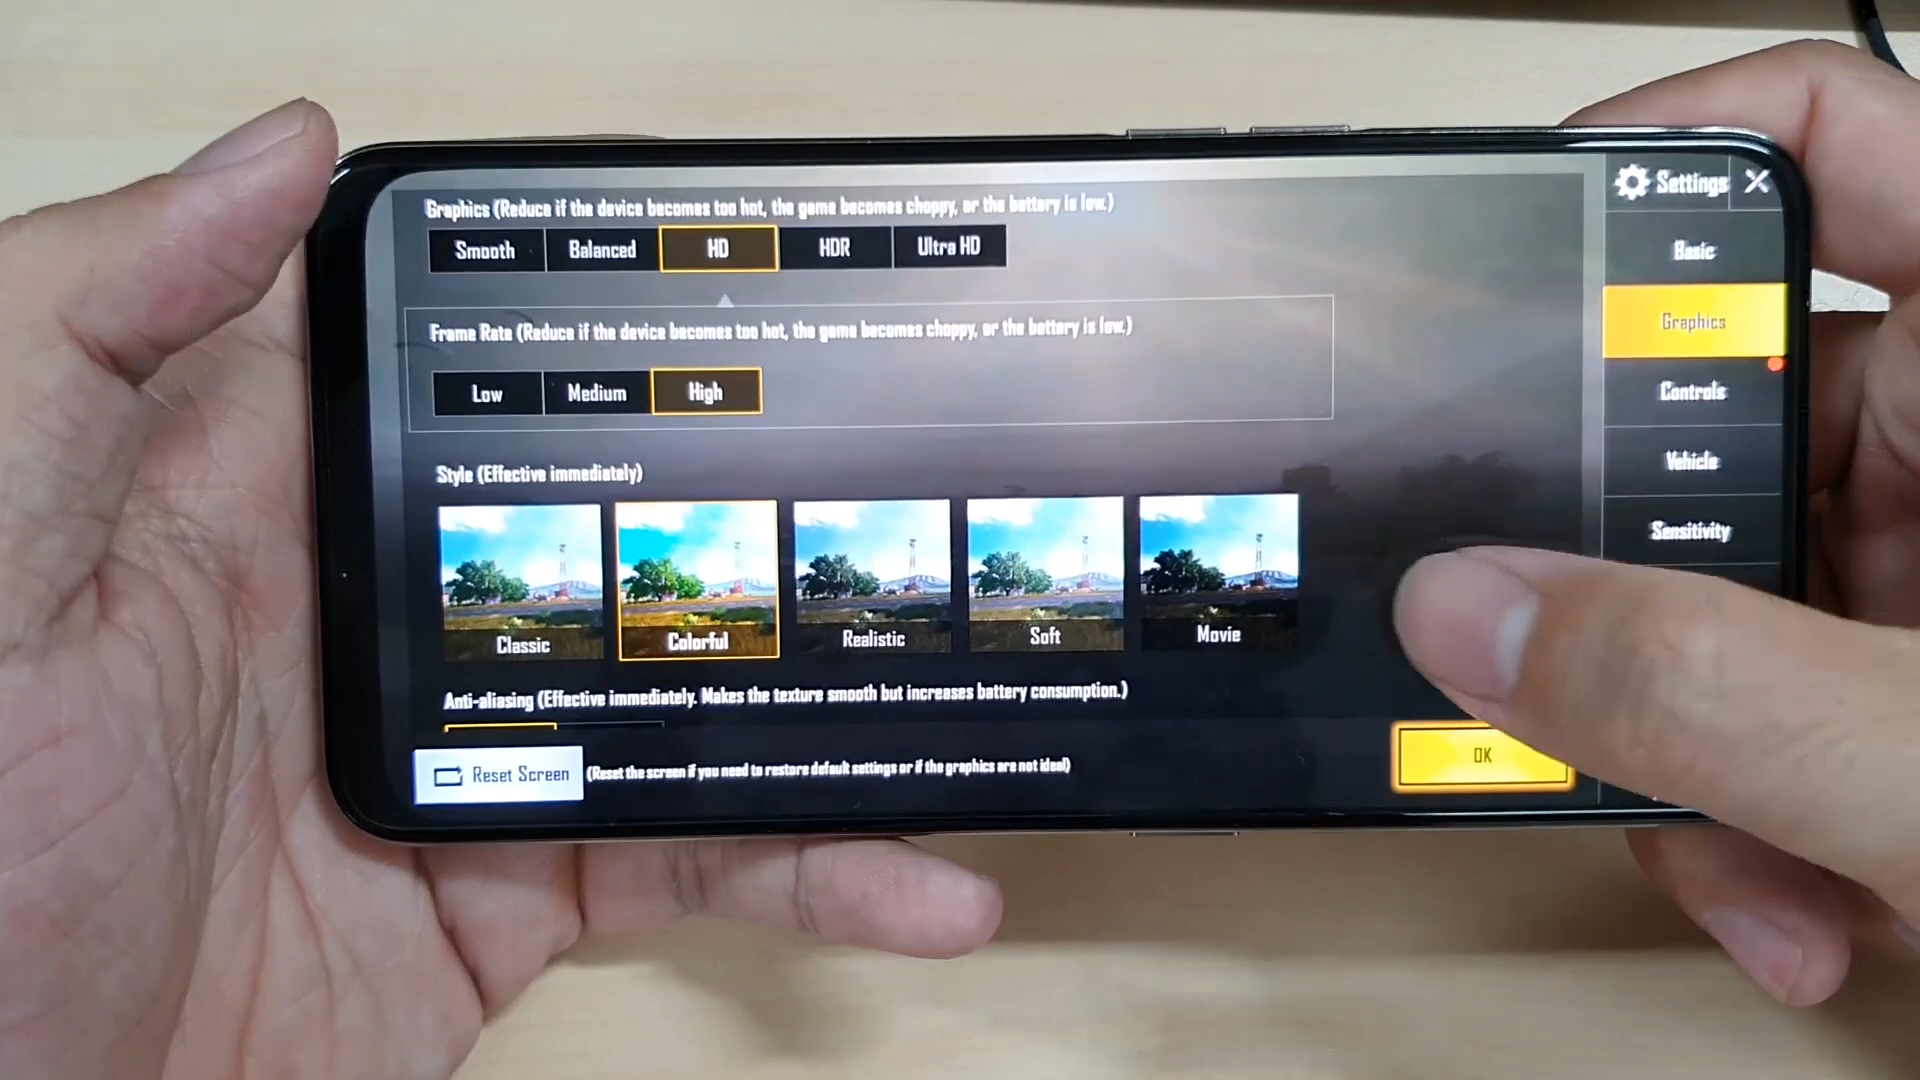 Graphics (Reduce if the device becomes too hot, the game becomes choppy, or the battery is low.)
Smooth
Balanced
HD
HDR
Ultra HD
Frame Rate (Reduce if the device becomes too hot, the game becomes choppy, or the battery is low.)
Low
Medium
High
Style (Effective immediately)
Classic
Colorful
Realistic
Soft
Movie
Anti-aliasing (Effective immediately. Makes the texture smooth but increases battery consumption.)
Reset Screen
(Reset the screen if you need to restore default settings or if the graphics are not ideal)
OK
Settings
Basic
Graphics
Controls
Vehicle
Sensitivity